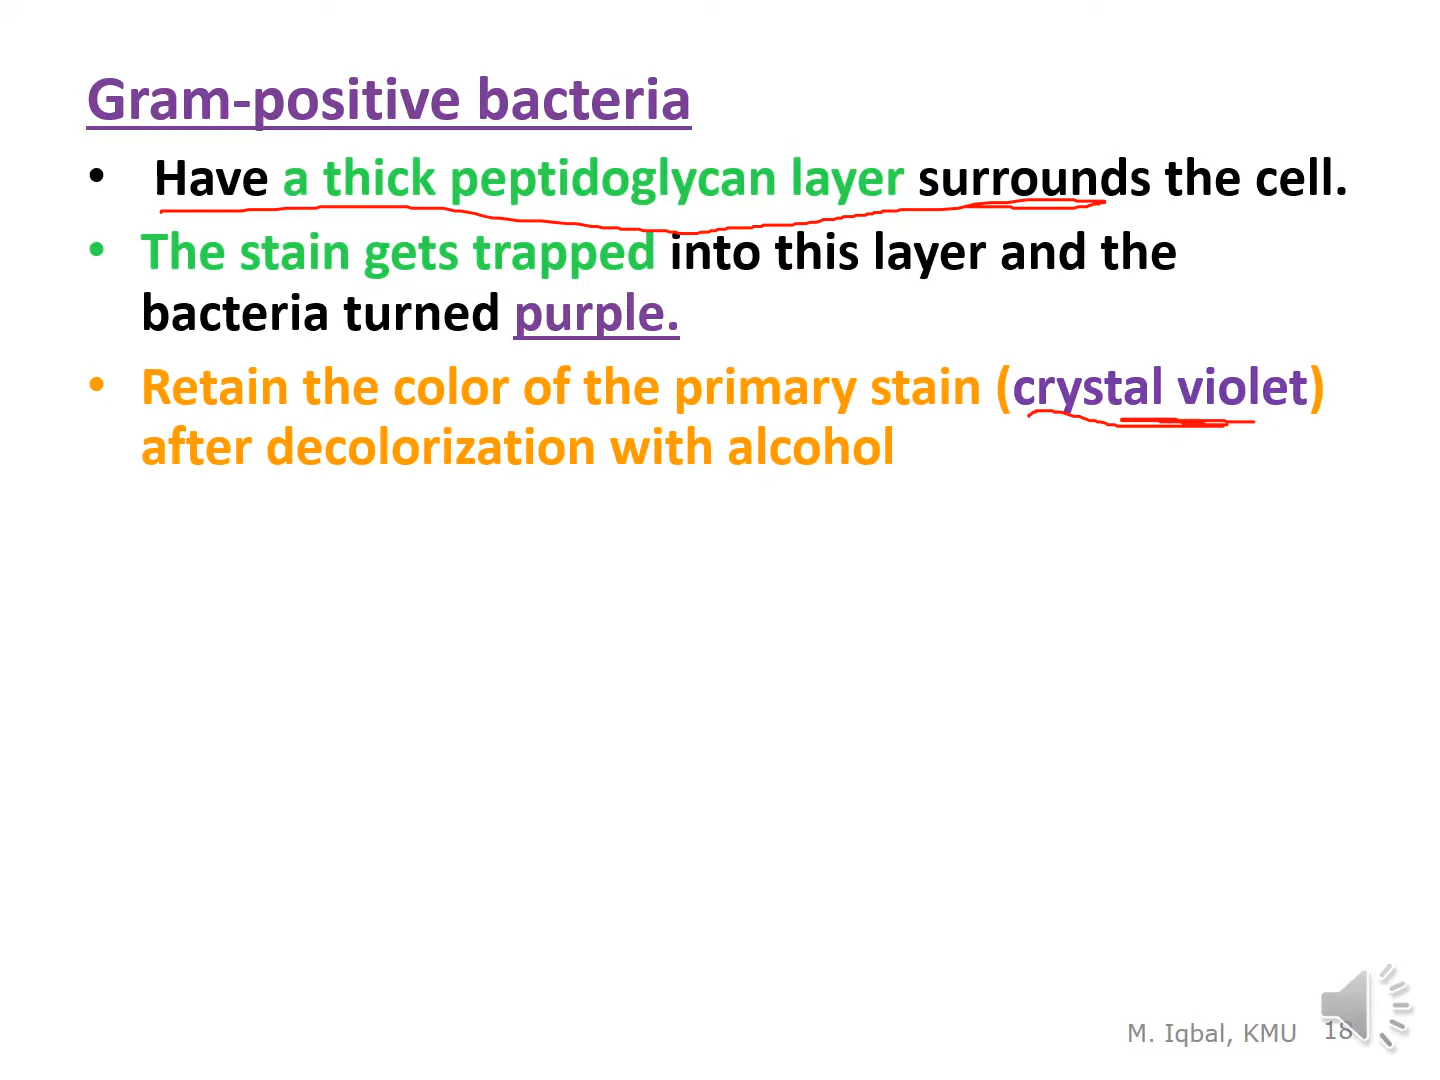 Gram-positive bacteria
• Have a thick peptidoglycan layer surrounds the cell.
• The stain gets trapped into this layer and the
bacteria turned purple.
• Retain the color of the primary stain (crystal violet)
after decolorization with alcohol
M. Iqbal, KMU 18